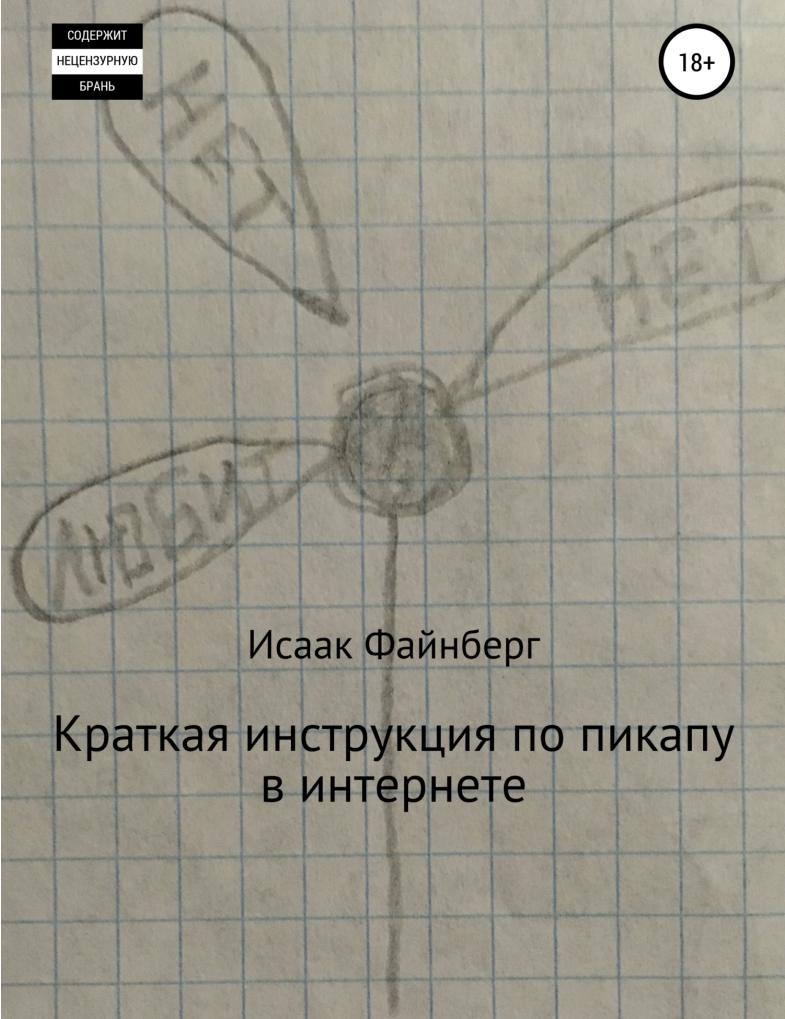 СОДЕРЖИТ
НЕЦЕНЗУРНУЮ
БРАНЬ
18+
НЕТ
НЕТ
ЛЮБИТ
Исаак Файнберг
Краткая инструкция по пикапу
в интернете